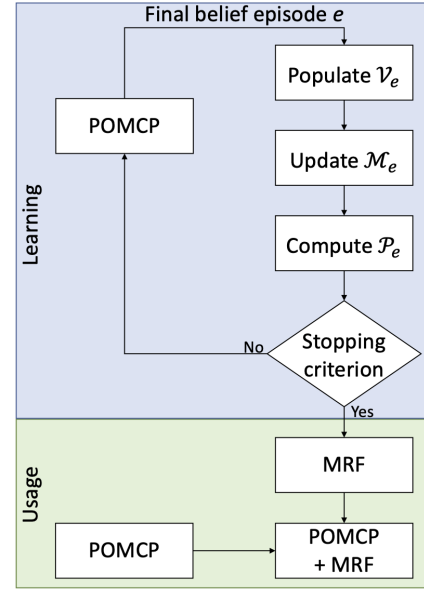 Final belief episode e
Populate 𝒱ₑ
POMCP
Update ℳₑ
Learning
Compute 𝒫ₑ
Stopping
criterion
No
Yes
MRF
Usage
POMCP
POMCP
+ MRF